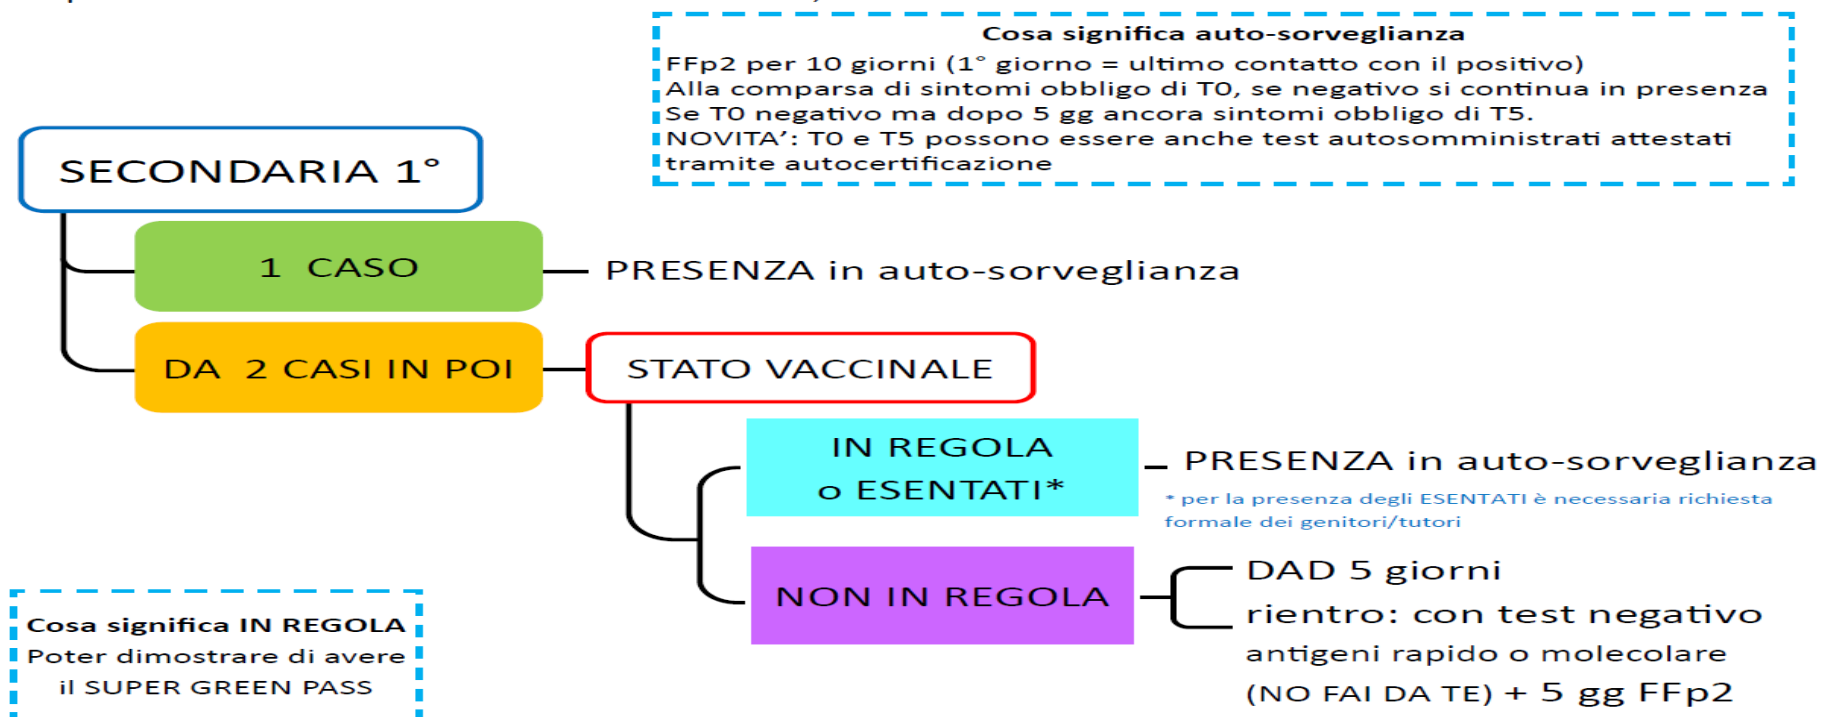 Cosa significa auto-sorveglianza
FFp2 per 10 giorni (1° giorno = ultimo contatto con il positivo)
Alla comparsa di sintomi obbligo di T0, se negativo si continua in presenza
Se T0 negativo ma dopo 5 gg ancora sintomi obbligo di T5.
NOVITA’: T0 e T5 possono essere anche test autosomministrati attestati
tramite autocertificazione
SECONDARIA 1°
1 CASO
PRESENZA in auto-sorveglianza
DA 2 CASI IN POI
STATO VACCINALE
IN REGOLA
o ESENTATI*
PRESENZA in auto-sorveglianza
* per la presenza degli ESENTATI è necessaria richiesta
formale dei genitori/tutori
NON IN REGOLA
DAD 5 giorni
rientro: con test negativo
antigeni rapido o molecolare
(NO FAI DA TE) + 5 gg FFp2
Cosa significa IN REGOLA
Poter dimostrare di avere
il SUPER GREEN PASS